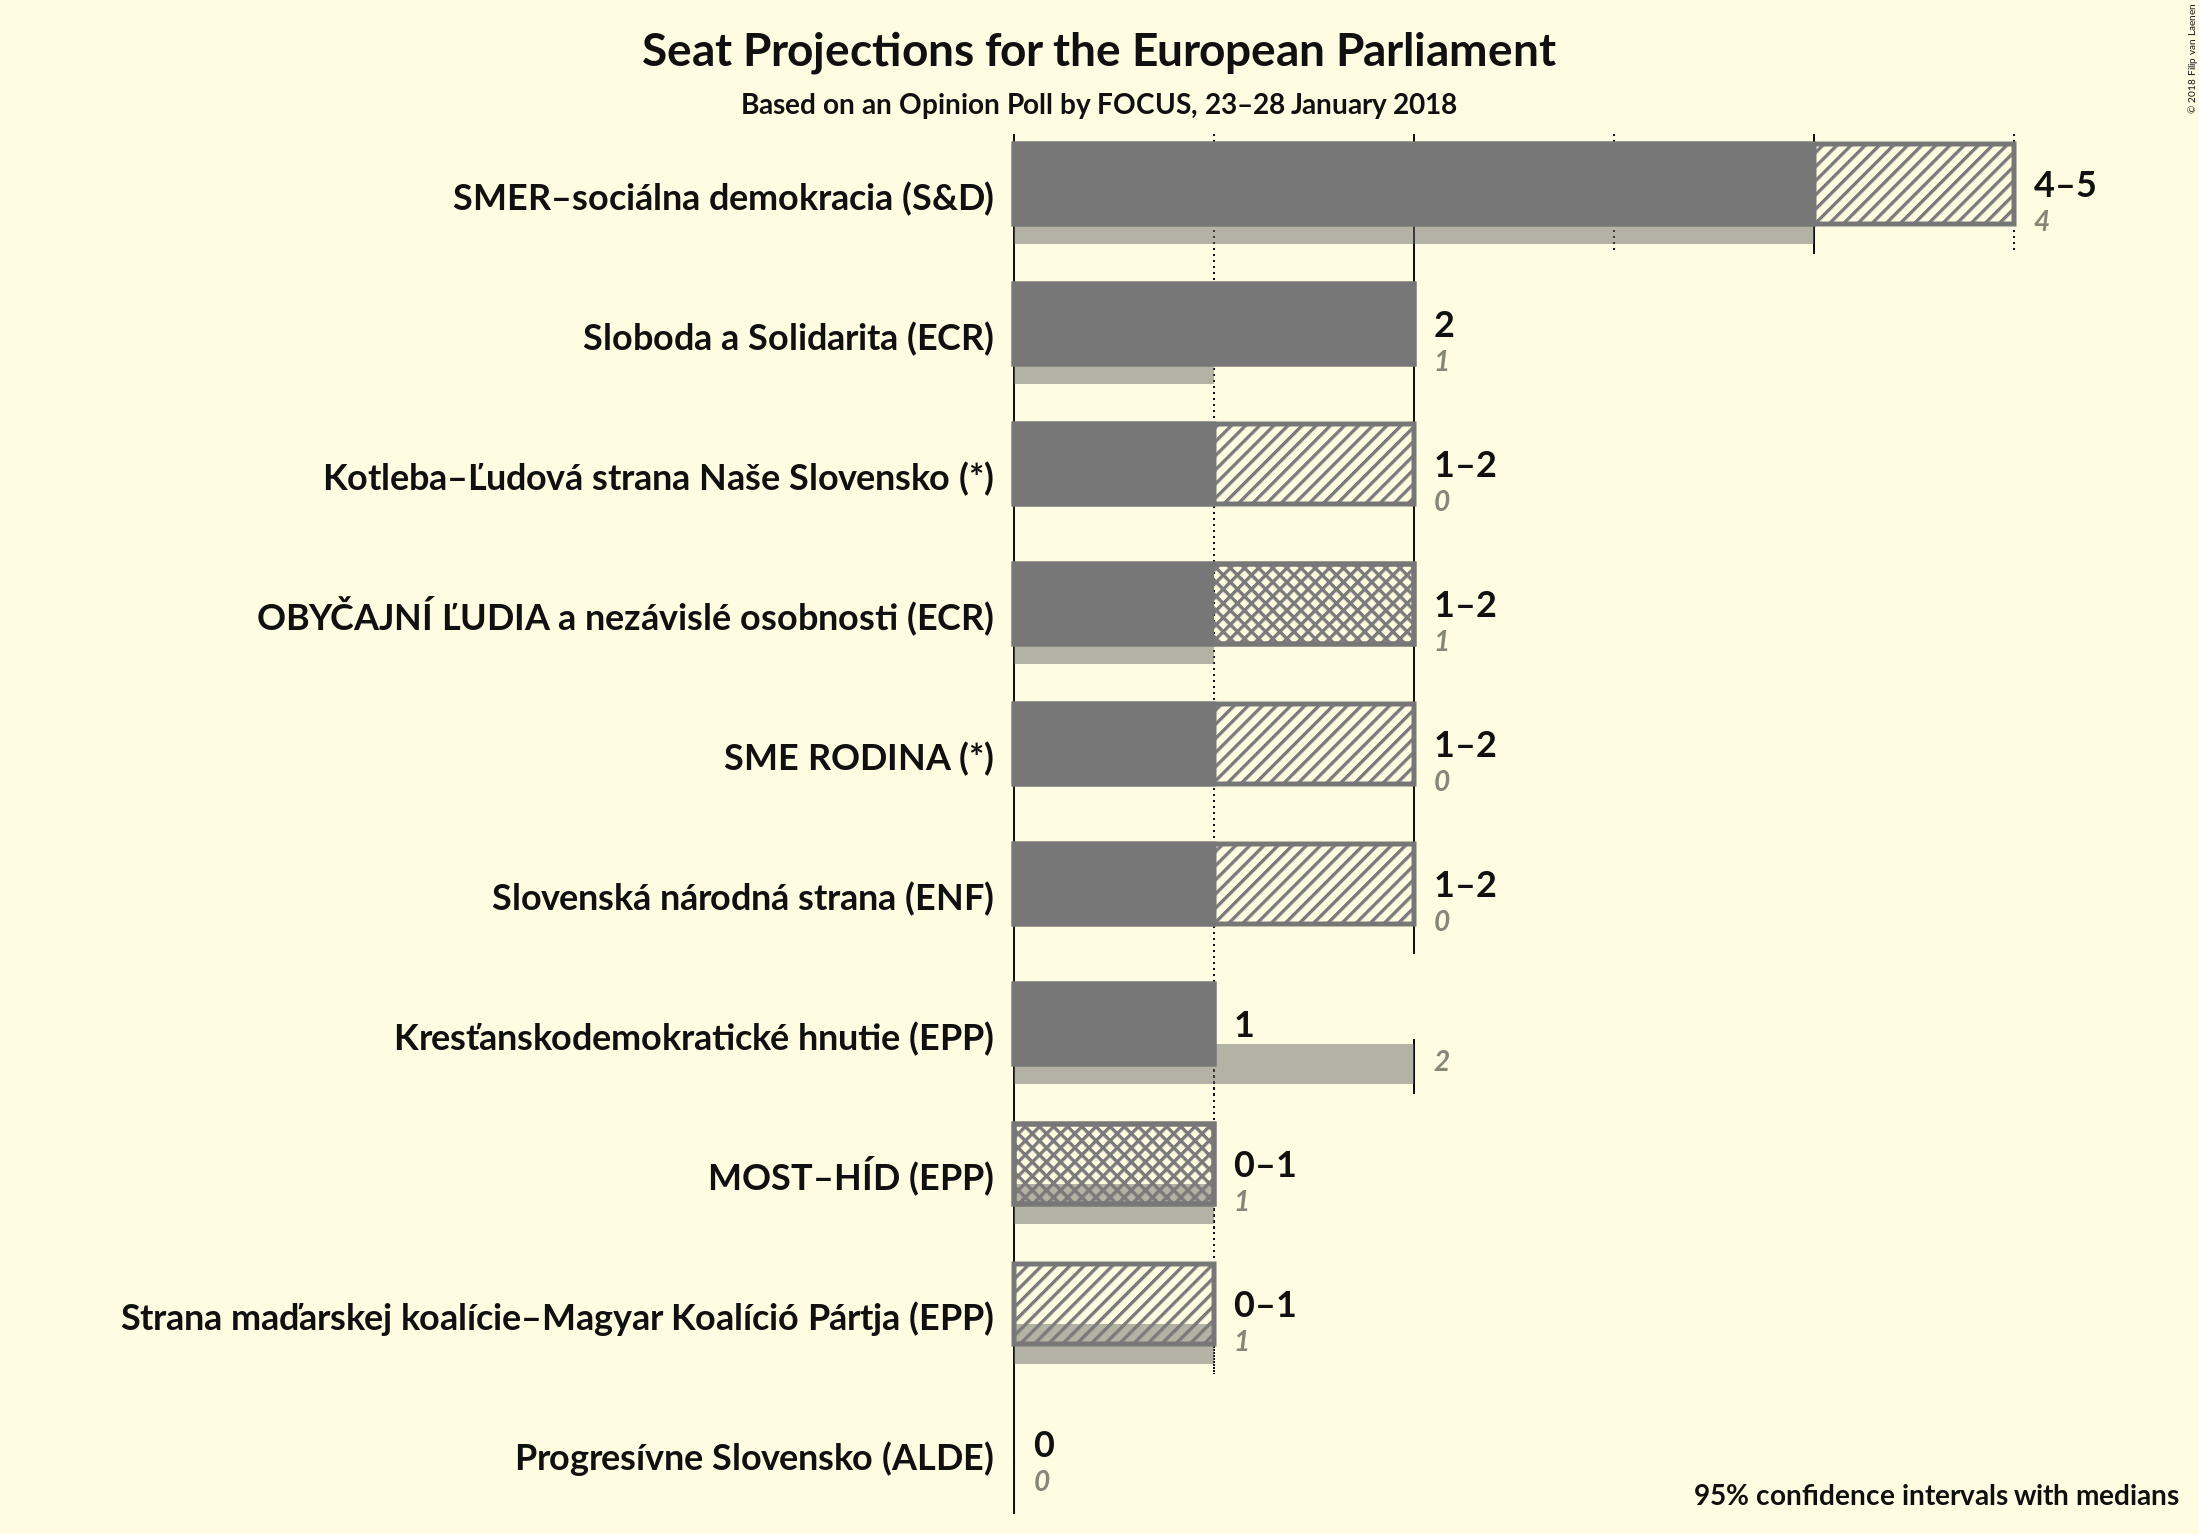 Seat Projections for the European Parliament
Based on an Opinion Poll by FOCUS, 23–28 January 2018
© 2018 Filip van Laenen
SMER–sociálna demokracia (S&D)
4–5
4
Sloboda a Solidarita (ECR)
2
1
Kotleba–Ľudová strana Naše Slovensko (*)
1–2
0
OBYČAJNÍ ĽUDIA a nezávislé osobnosti (ECR)
1–2
1
SME RODINA (*)
1–2
0
Slovenská národná strana (ENF)
1–2
0
Kresťanskodemokratické hnutie (EPP)
1
2
MOST–HÍD (EPP)
0–1
1
Strana maďarskej koalície–Magyar Koalíció Pártja (EPP)
0–1
1
Progresívne Slovensko (ALDE)
0
0
95% confidence intervals with medians